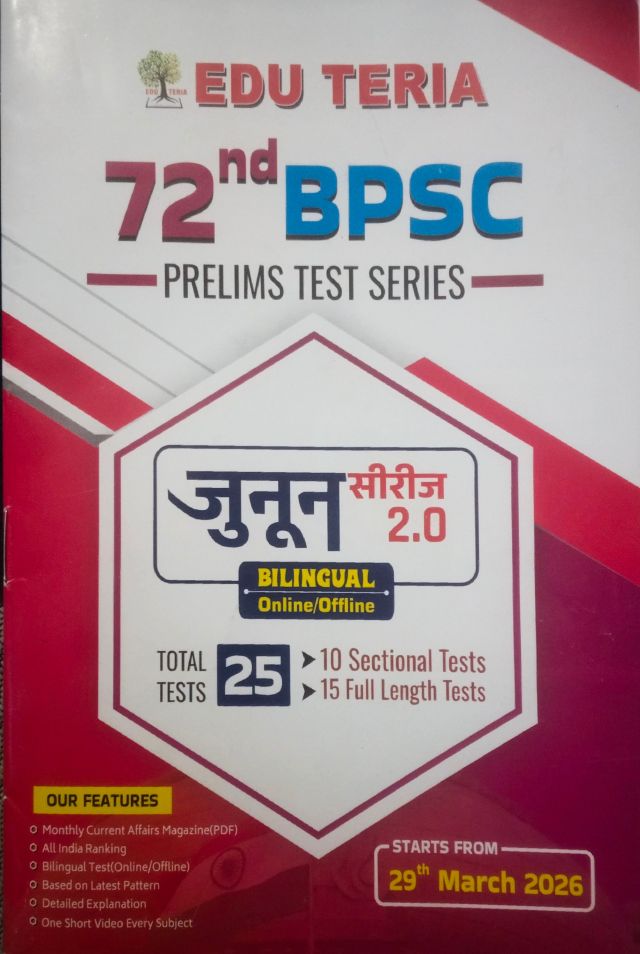 EDU TERIA
EDU TERIA
72nd BPSC
PRELIMS TEST SERIES
जुनून सीरीज 2.0
BILINGUAL
Online/Offline
TOTAL TESTS 25
➤ 10 Sectional Tests
➤ 15 Full Length Tests
OUR FEATURES
○ Monthly Current Affairs Magazine(PDF)
○ All India Ranking
○ Bilingual Test(Online/Offline)
○ Based on Latest Pattern
○ Detailed Explanation
○ One Short Video Every Subject
STARTS FROM
29th March 2026